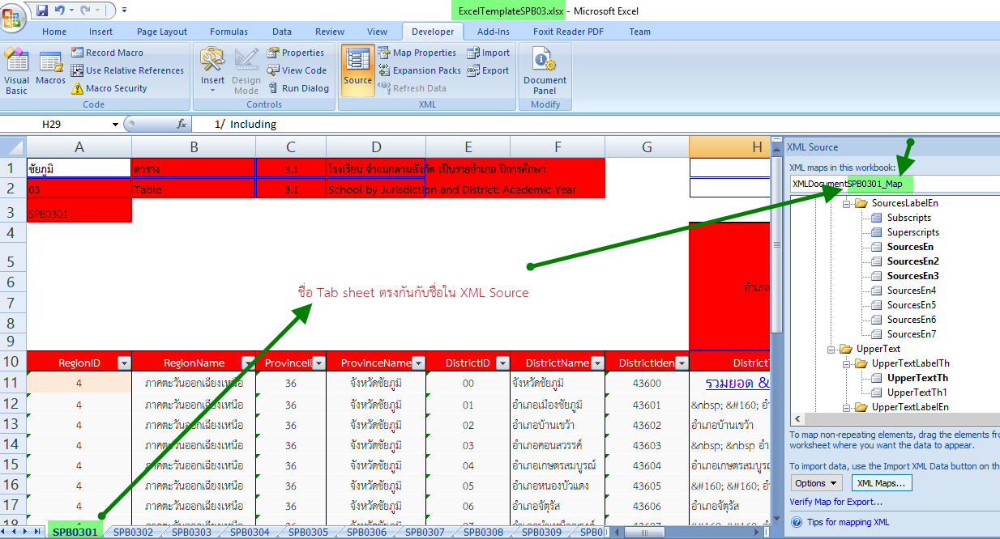 ExcelTemplateSPB03.xlsx - Microsoft Excel
Home Insert Page Layout Formulas Data Review View Developer Add-Ins Foxit Reader PDF Team
Visual Basic
Macros
Record Macro
Use Relative References
Macro Security
Code
Insert
Design Mode
Properties
View Code
Run Dialog
Controls
Source
Map Properties
Expansion Packs
Refresh Data
Import
Export
XML
Document Panel
Modify
H29 fx 1/ Including
A B C D E F G H
1 ชัยภูมิ ตาราง 3.1 โรงเรียน จำแนกตามสังกัด เป็นรายอำเภอ ปีการศึกษา
2 03 Table 3.1 School by Jurisdiction and District: Academic Year
3 SPB0301
4
5
6 อำเภอ
7
8
9
ชื่อ Tab sheet ตรงกันกับชื่อใน XML Source
10 RegionID RegionName ProvinceID ProvinceName DistrictID DistrictName DistrictIden DistrictT
11 4 ภาคตะวันออกเฉียงเหนือ 36 จังหวัดชัยภูมิ 00 จังหวัดชัยภูมิ 43600 รวมยอด &
12 4 ภาคตะวันออกเฉียงเหนือ 36 จังหวัดชัยภูมิ 01 อำเภอเมืองชัยภูมิ 43601 &nbsp; &#160; อำ
13 4 ภาคตะวันออกเฉียงเหนือ 36 จังหวัดชัยภูมิ 02 อำเภอบ้านเขว้า 43602 อำเภอบ้านเขว้า
14 4 ภาคตะวันออกเฉียงเหนือ 36 จังหวัดชัยภูมิ 03 อำเภอคอนสวรรค์ 43603 &nbsp; &nbsp อำ
15 4 ภาคตะวันออกเฉียงเหนือ 36 จังหวัดชัยภูมิ 04 อำเภอเกษตรสมบูรณ์ 43604 อำเภอเกษตรสมบูรณ์
16 4 ภาคตะวันออกเฉียงเหนือ 36 จังหวัดชัยภูมิ 05 อำเภอหนองบัวแดง 43605 &#160; &#160; อำ
17 4 ภาคตะวันออกเฉียงเหนือ 36 จังหวัดชัยภูมิ 06 อำเภอจัตุรัส 43606 อำเภอจัตุรัส
18
SPB0301 SPB0302 SPB0303 SPB0304 SPB0305 SPB0306 SPB0307 SPB0308 SPB0309 SPB0
XML Source
XML maps in this workbook:
XMLDocumentSPB0301_Map
SourcesLabelEn
Subscripts
Superscripts
SourcesEn
SourcesEn2
SourcesEn3
SourcesEn4
SourcesEn5
SourcesEn6
SourcesEn7
UpperText
UpperTextLabelTh
UpperTextTh
UpperTextTh1
UpperTextLabelEn
To map non-repeating elements, drag the elements fro
worksheet where you want the data to appear.
To import data, use the Import XML Data button on th
Options XML Maps...
Verify Map for Export...
Tips for mapping XML